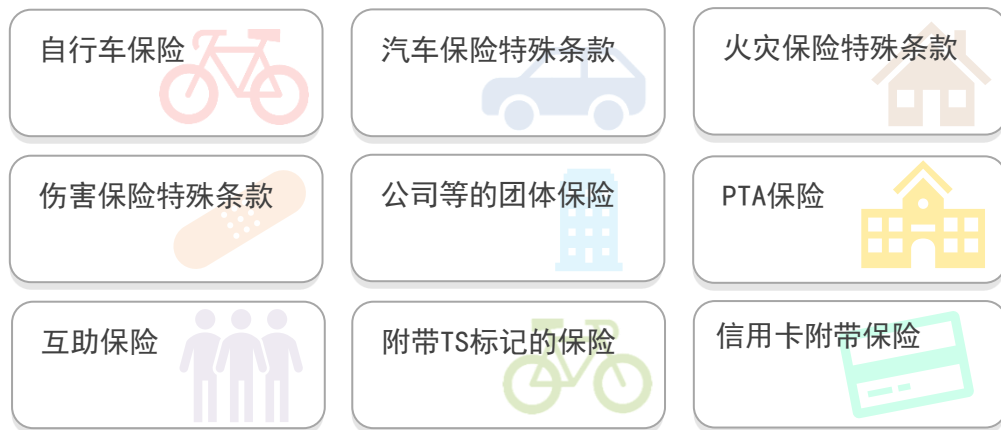 自行车保险
汽车保险特殊条款
火灾保险特殊条款
伤害保险特殊条款
公司等的团体保险
PTA保险
互助保险
附带TS标记的保险
信用卡附带保险